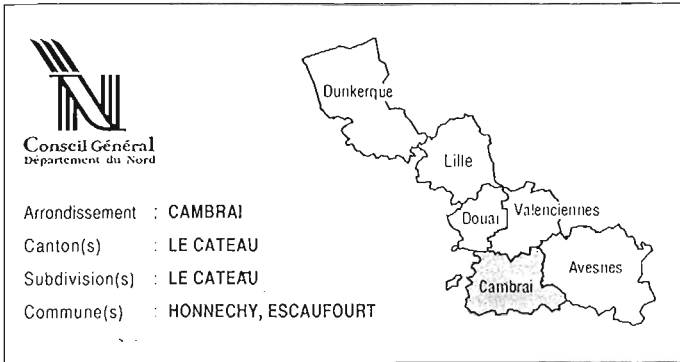 Conseil Général
Département du Nord
Arrondissement : CAMBRAI
Canton(s) : LE CATEAU
Subdivision(s) : LE CATEAU
Commune(s) : HONNECHY, ESCAUFOURT
Dunkerque
Lille
Douai
Valenciennes
Cambrai
Avesnes